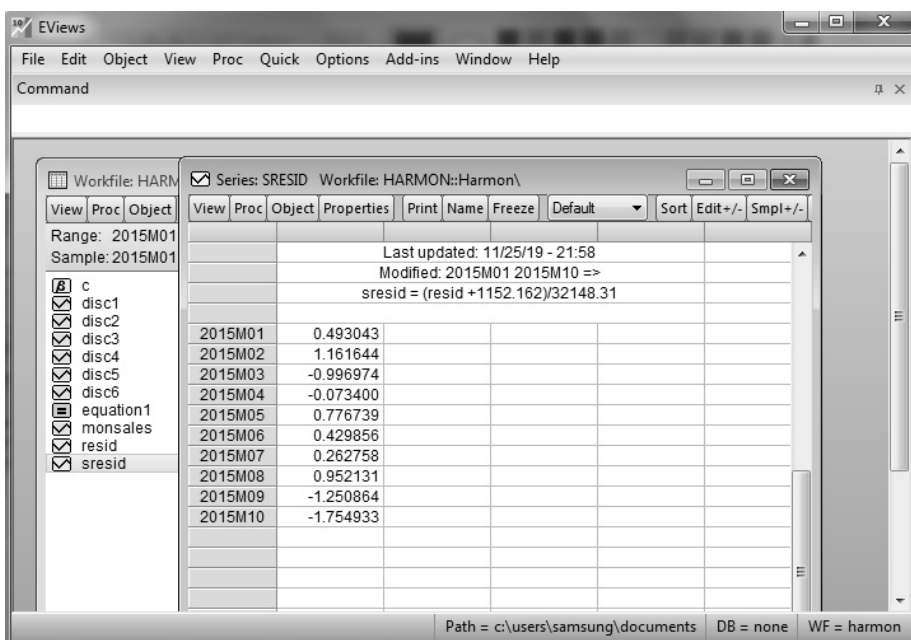 10 EViews
File Edit Object View Proc Quick Options Add-ins Window Help
Command
Workfile: HARM
View Proc Object
Range: 2015M01
Sample: 2015M01
β c
disc1
disc2
disc3
disc4
disc5
disc6
equation1
monsales
resid
sresid
Series: SRESID Workfile: HARMON::Harmon\
View Proc Object Properties Print Name Freeze Default Sort Edit+/- Smpl+/-
Last updated: 11/25/19 - 21:58
Modified: 2015M01 2015M10 =>
sresid = (resid +1152.162)/32148.31
2015M01 0.493043
2015M02 1.161644
2015M03 -0.996974
2015M04 -0.073400
2015M05 0.776739
2015M06 0.429856
2015M07 0.262758
2015M08 0.952131
2015M09 -1.250864
2015M10 -1.754933
Path = c:\users\samsung\documents DB = none WF = harmon